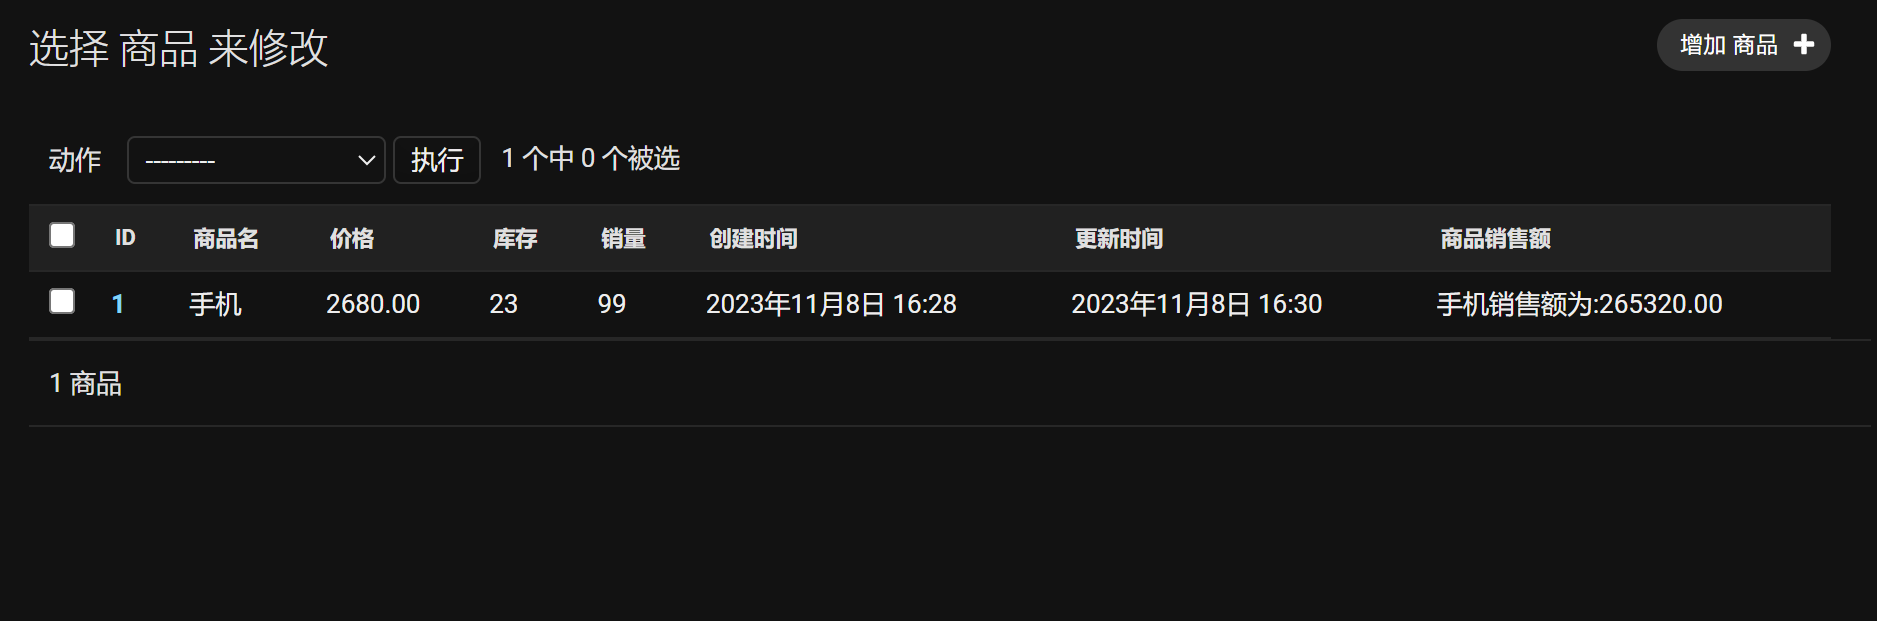 选择 商品 来修改
增加 商品
动作 --------- 执行 1 个中 0 个被选
ID 商品名 价格 库存 销量 创建时间 更新时间 商品销售额
1 手机 2680.00 23 99 2023年11月8日 16:28 2023年11月8日 16:30 手机销售额为:265320.00
1 商品